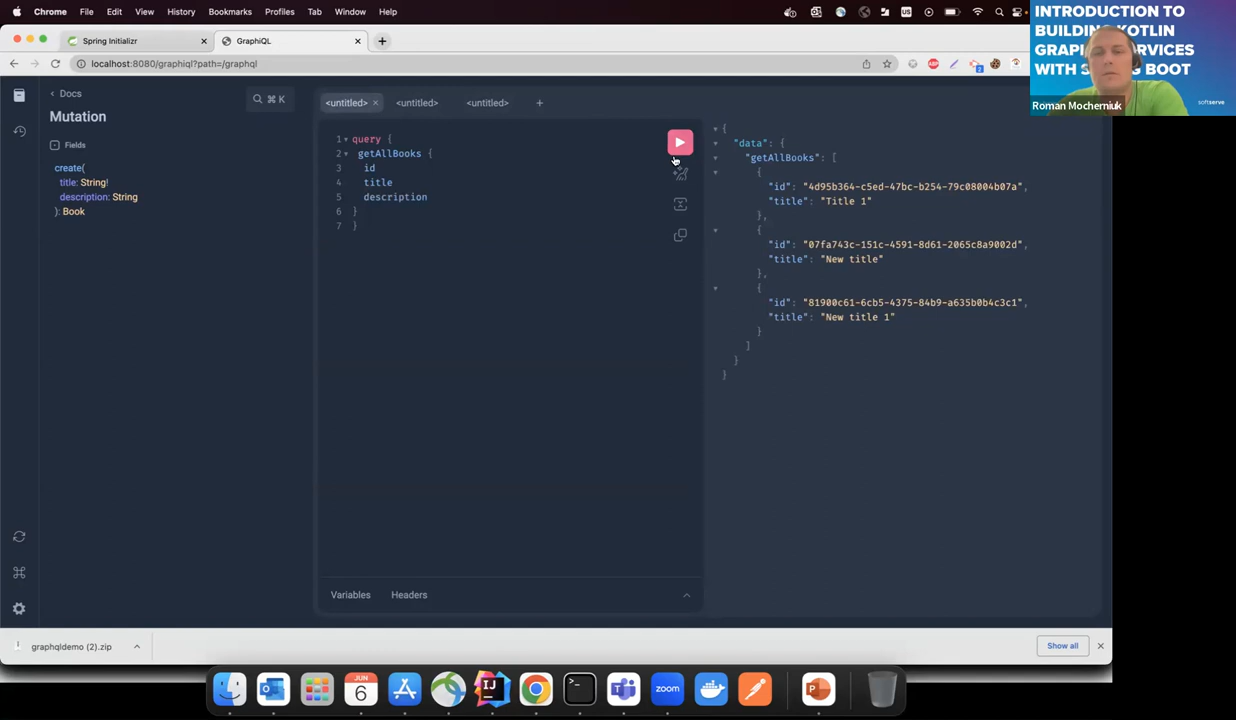 Chrome File Edit View History Bookmarks Profiles Tab Window Help
Spring Initializr
GraphiQL
localhost:8080/graphiql?path=/graphql
INTRODUCTION TO
BUILDING KOTLIN
WITH
BOOT
Roman Mocherniuk
softserve
Docs
⌘ K
Mutation
Fields
create(
title: String!
description: String
): Book
<untitled>
<untitled>
<untitled>
1 query {
2 getAllBooks {
3 id
4 title
5 description
6 }
7 }
{
"data": {
"getAllBooks": [
{
"id": "4d95b364-c5ed-47bc-b254-79c08004b07a",
"title": "Title 1"
},
{
"id": "07fa743c-151c-4591-8d61-2065c8a9002d",
"title": "New title"
},
{
"id": "81900c61-6cb5-4375-84b9-a635b0b4c3c1",
"title": "New title 1"
}
]
}
}
Variables Headers
graphqldemo (2).zip
Show all
JUN
6
IJ
zoom